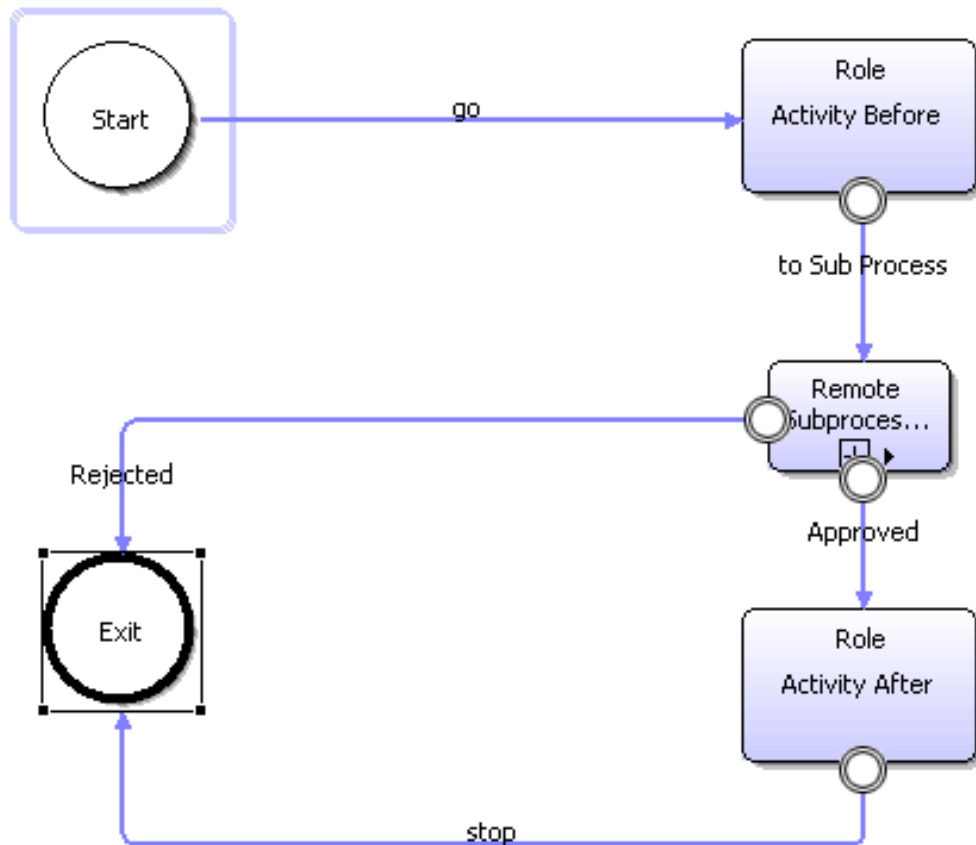 Start
go
Role
Activity Before
to Sub Process
Remote
Subproces...
Rejected
Approved
Exit
Role
Activity After
stop